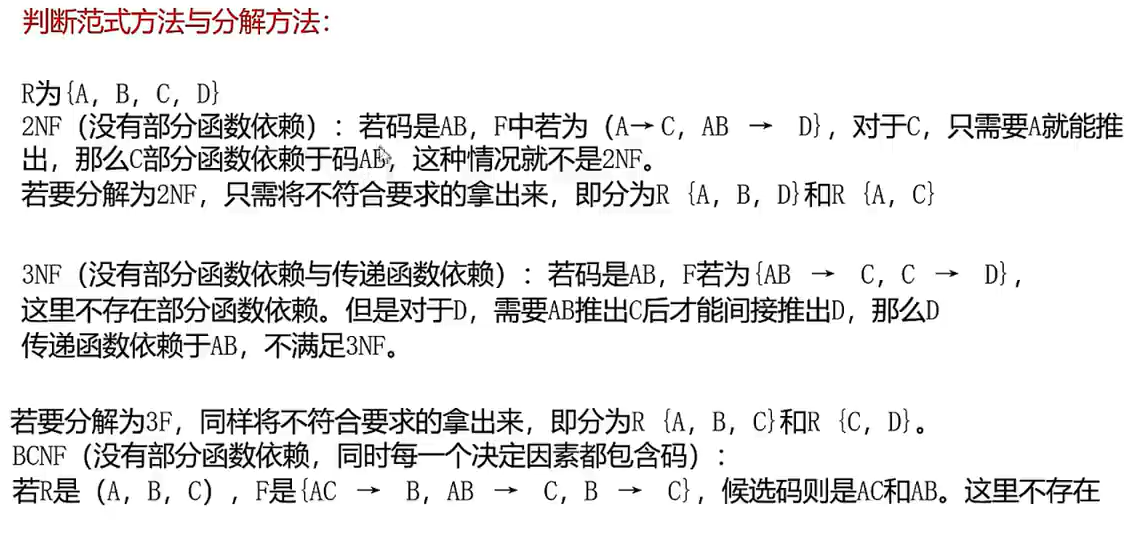 判断范式方法与分解方法：
R为{A, B, C, D}
2NF（没有部分函数依赖）：若码是AB, F中若为（A→C, AB → D}, 对于C, 只需要A就能推
出，那么C部分函数依赖于码AB, 这种情况就不是2NF。
若要分解为2NF, 只需将不符合要求的拿出来，即分为R {A, B, D}和R {A, C}
3NF（没有部分函数依赖与传递函数依赖）：若码是AB, F若为{AB → C, C → D},
这里不存在部分函数依赖。但是对于D, 需要AB推出C后才能间接推出D, 那么D
传递函数依赖于AB, 不满足3NF。
若要分解为3F, 同样将不符合要求的拿出来，即分为R {A, B, C}和R {C, D}。
BCNF（没有部分函数依赖，同时每一个决定因素都包含码）：
若R是（A, B, C）, F是{AC → B, AB → C, B → C}, 候选码则是AC和AB。这里不存在